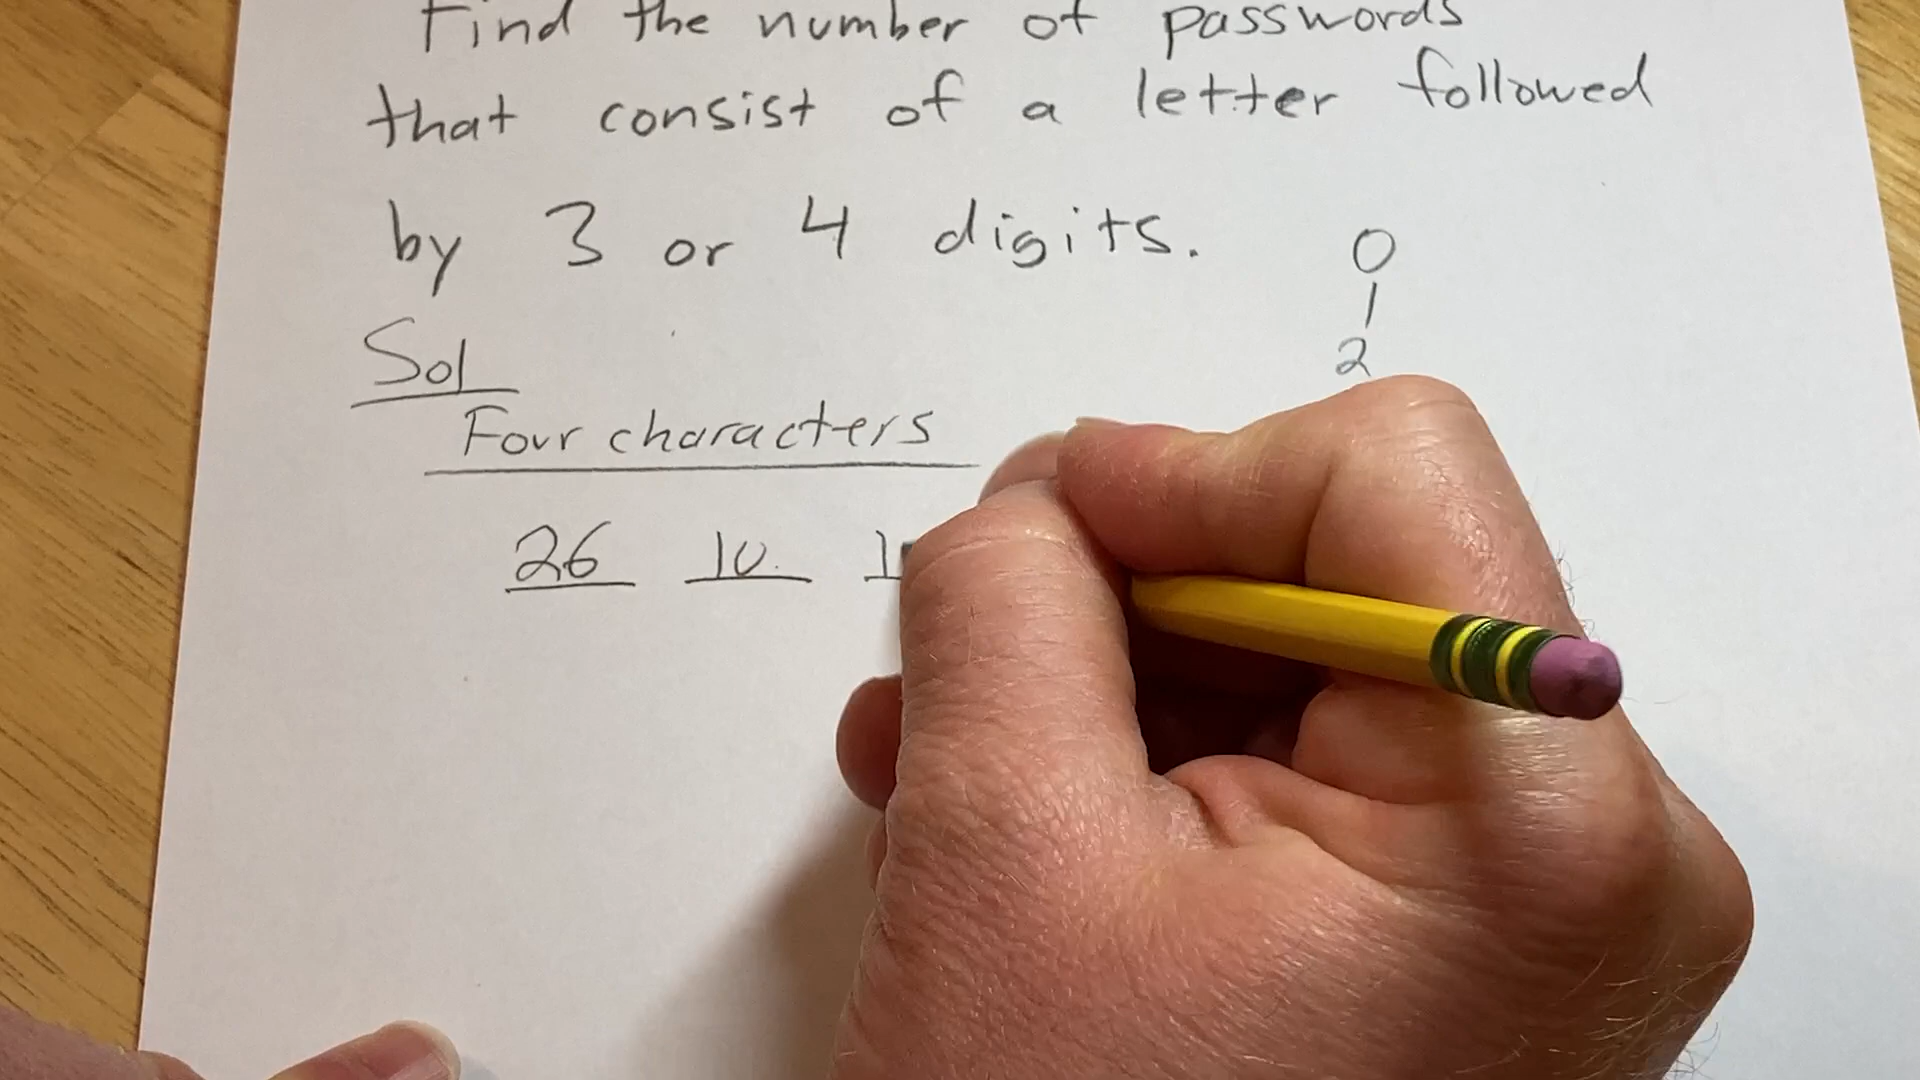 Find the number of passwords
that consist of a letter followed
by 3 or 4 digits.
0
1
2
Sol
Four characters
26 10